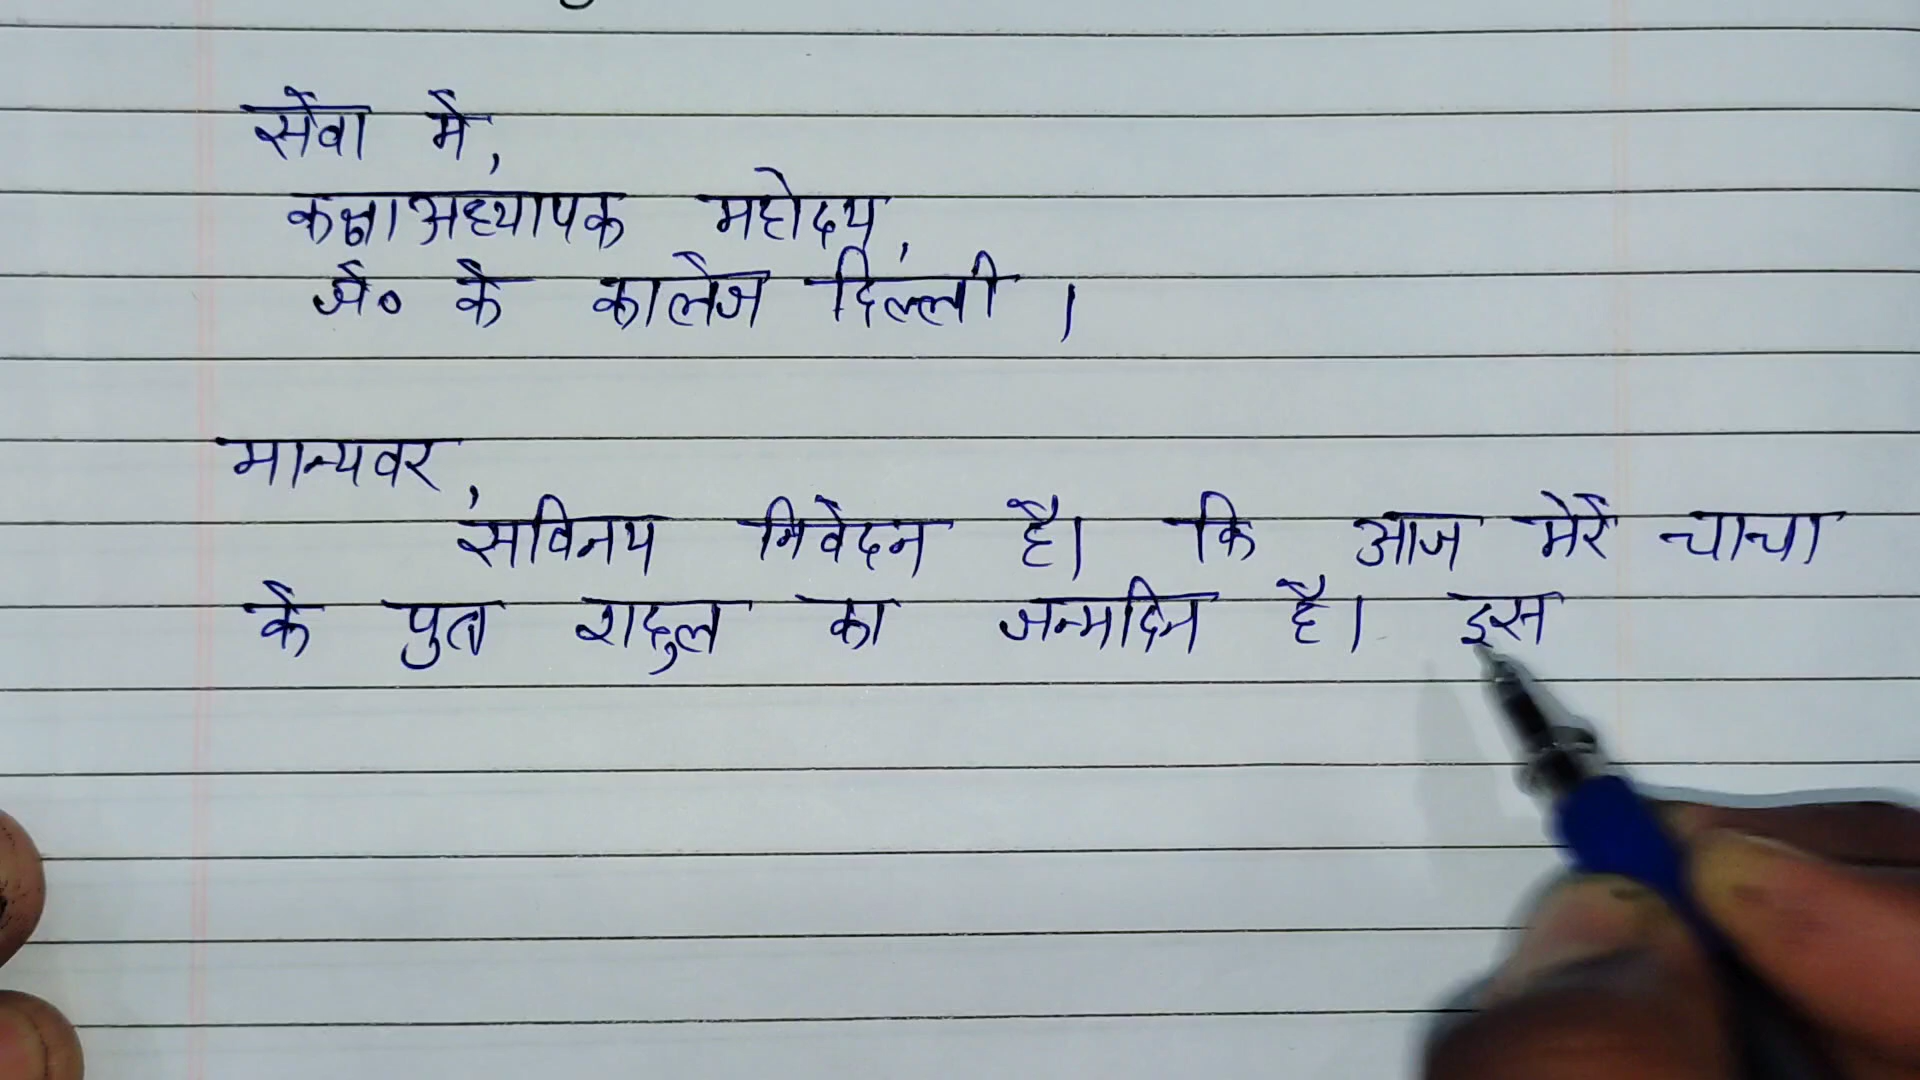 सेवा मे,
कक्षाअध्यापक महोदय,
जे० के कालेज दिल्ली ।
मान्यवर,
सविनय निवेदन है। कि आज मेरे चाचा
के पुत्र का जन्मदिन है। इस